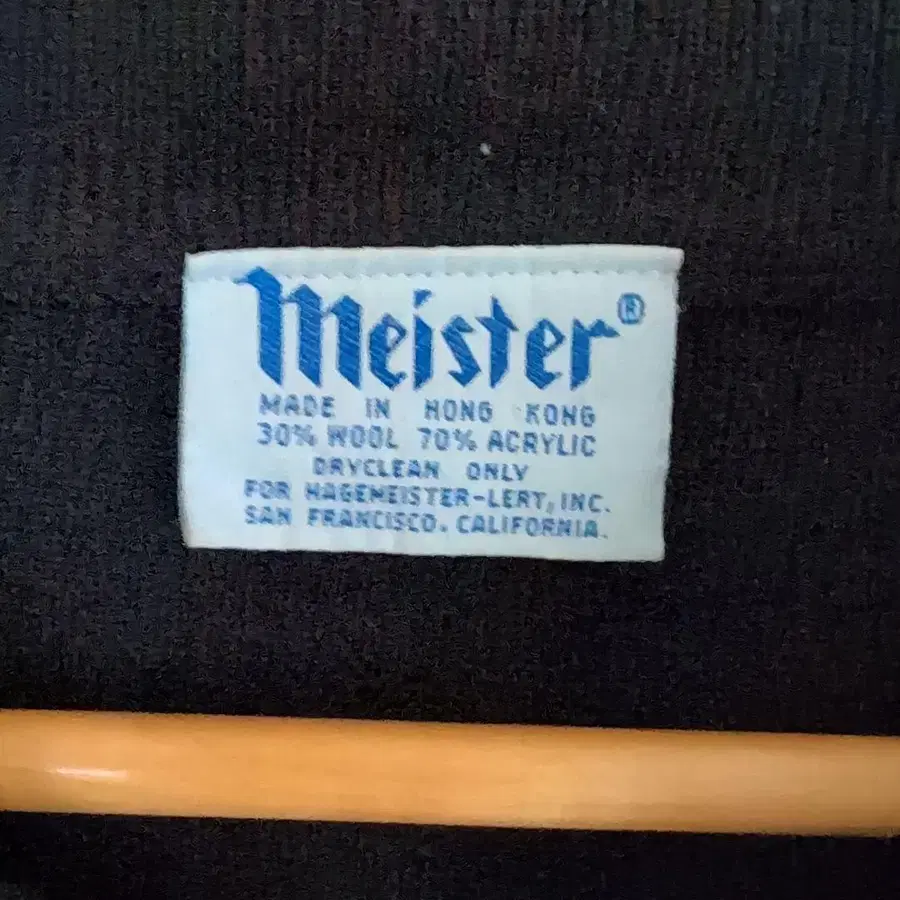 Meister®
MADE IN HONG KONG
30% WOOL 70% ACRYLIC
DRYCLEAN ONLY
FOR HAGEMEISTER-LERT, INC.
SAN FRANCISCO. CALIFORNIA.